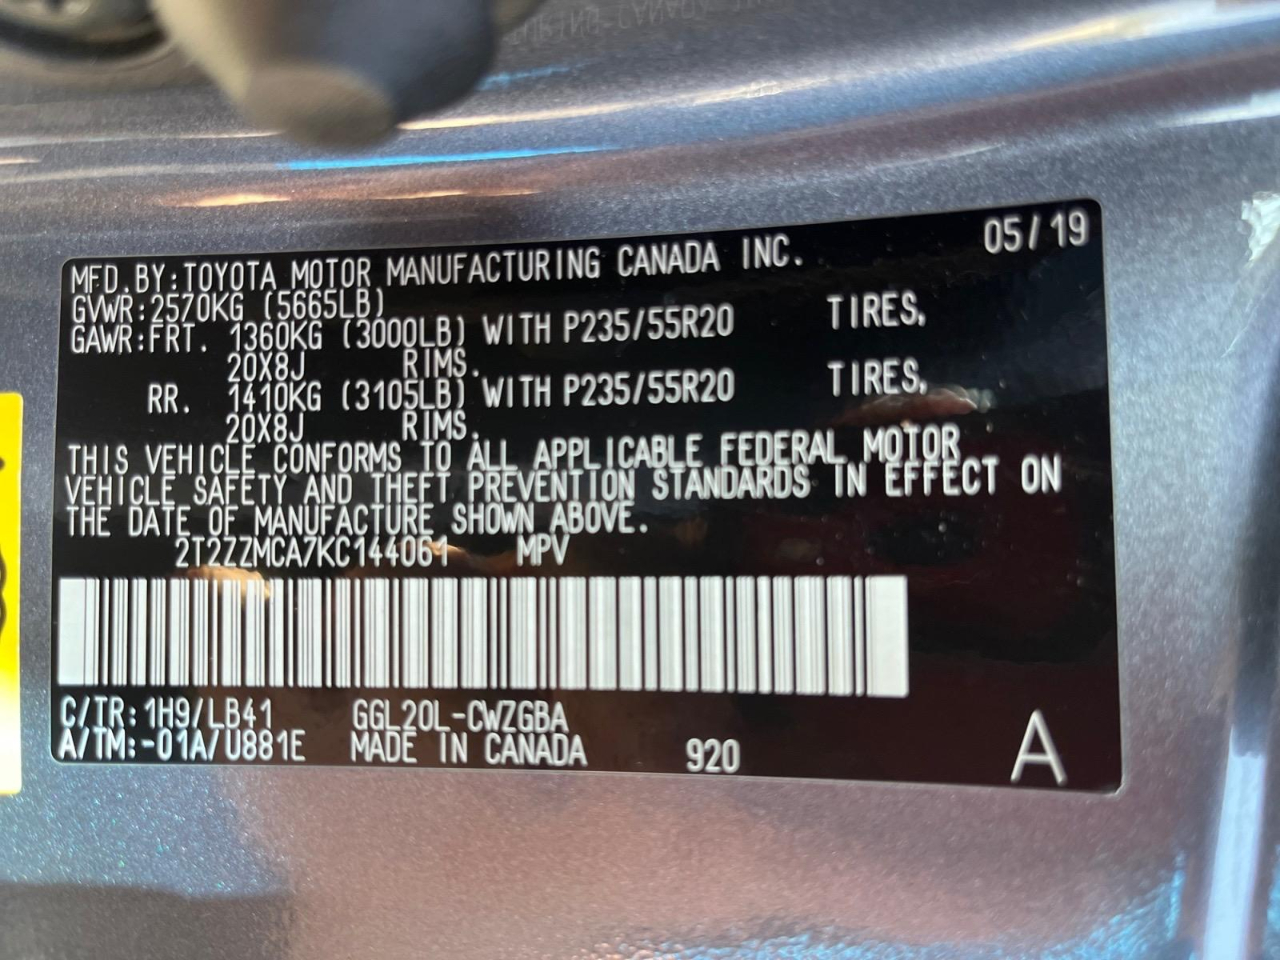 MFD.BY:TOYOTA MOTOR MANUFACTURING CANADA INC. 05/19
GVWR:2570KG (5665LB)
GAWR:FRT. 1360KG (3000LB) WITH P235/55R20 TIRES,
20X8J RIMS.
RR. 1410KG (3105LB) WITH P235/55R20 TIRES,
20X8J RIMS.
THIS VEHICLE CONFORMS TO ALL APPLICABLE FEDERAL MOTOR
VEHICLE SAFETY AND THEFT PREVENTION STANDARDS IN EFFECT ON
THE DATE OF MANUFACTURE SHOWN ABOVE.
2T2ZZMCA7KC144061 MPV
C/TR:1H9/LB41 GGL20L-CWZGBA
A/TM:-01A/U881E MADE IN CANADA 920 A